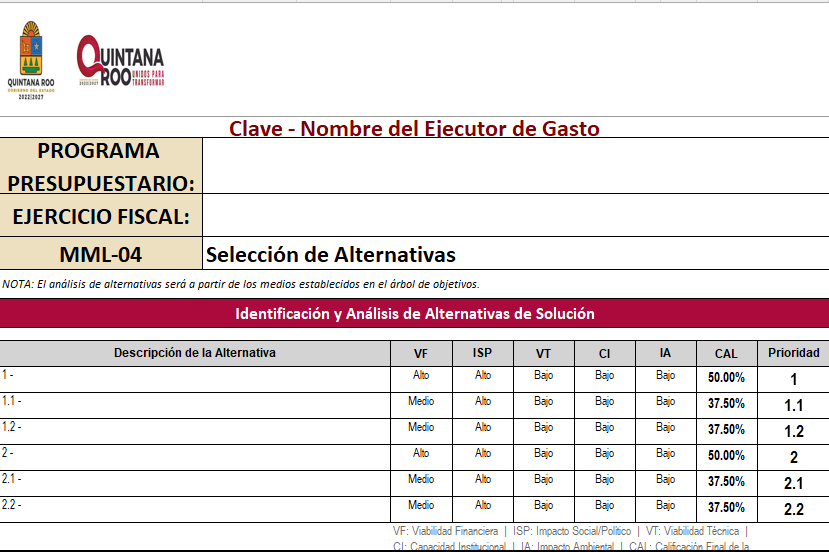 QUINTANA ROO
GOBIERNO DEL ESTADO
2022|2027
QUINTANA
ROO UNIDOS PARA
TRANSFORMAR
Clave - Nombre del Ejecutor de Gasto
PROGRAMA
PRESUPUESTARIO:
EJERCICIO FISCAL:
MML-04 Selección de Alternativas
NOTA: El análisis de alternativas será a partir de los medios establecidos en el árbol de objetivos.
Identificación y Análisis de Alternativas de Solución
Descripción de la Alternativa VF ISP VT CI IA CAL Prioridad
1 - Alto Alto Bajo Bajo Bajo 50.00% 1
1.1 - Medio Alto Bajo Bajo Bajo 37.50% 1.1
1.2 - Medio Alto Bajo Bajo Bajo 37.50% 1.2
2 - Alto Alto Bajo Bajo Bajo 50.00% 2
2.1 - Medio Alto Bajo Bajo Bajo 37.50% 2.1
2.2 - Medio Alto Bajo Bajo Bajo 37.50% 2.2
VF: Viabilidad Financiera | ISP: Impacto Social/Político | VT: Viabilidad Técnica |
CI: Capacidad Institucional | IA: Impacto Ambiental | CAL: Calificación Final de la